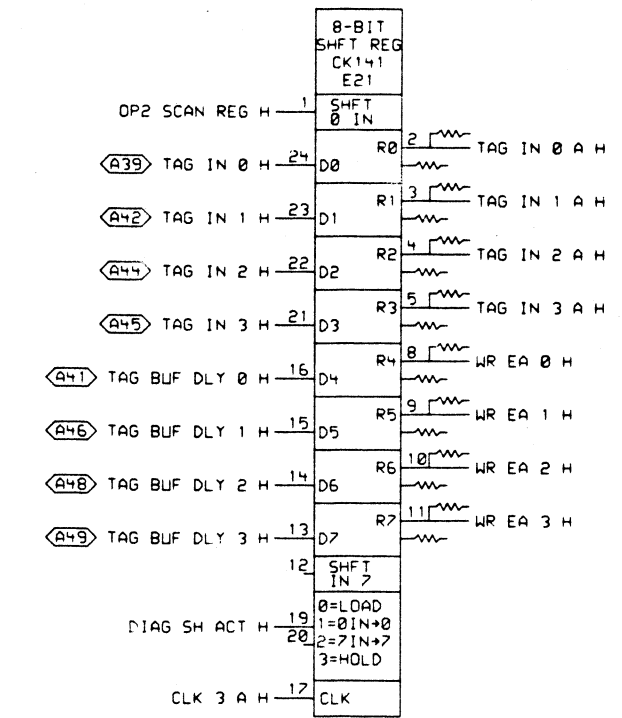 8-BIT
SHFT REG
CK141
E21
OP2 SCAN REG H 1 SHFT
0 IN
A39 TAG IN 0 H 24 D0 R0 2 TAG IN 0 A H
A42 TAG IN 1 H 23 D1 R1 3 TAG IN 1 A H
A44 TAG IN 2 H 22 D2 R2 4 TAG IN 2 A H
A45 TAG IN 3 H 21 D3 R3 5 TAG IN 3 A H
A41 TAG BUF DLY 0 H 16 D4 R4 8 WR EA 0 H
A46 TAG BUF DLY 1 H 15 D5 R5 9 WR EA 1 H
A48 TAG BUF DLY 2 H 14 D6 R6 10 WR EA 2 H
A49 TAG BUF DLY 3 H 13 D7 R7 11 WR EA 3 H
12 SHFT
IN 7
0=LOAD
DIAG SH ACT H 19 1=0IN→0
20 2=7IN→7
3=HOLD
CLK 3 A H 17 CLK